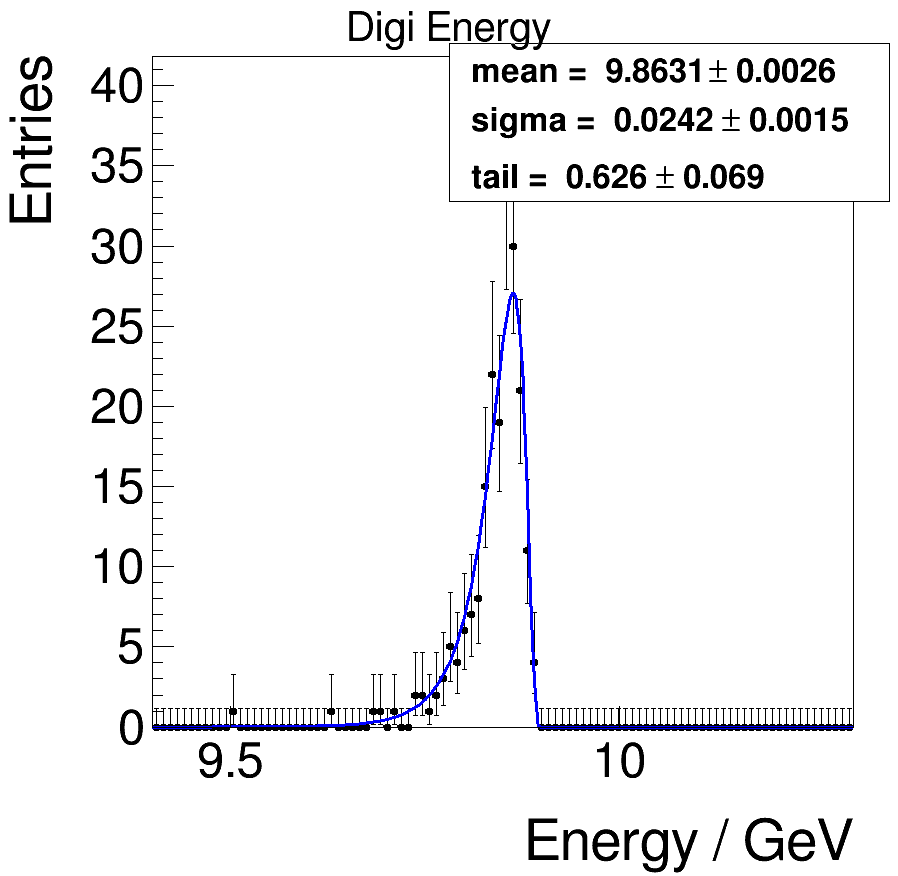 Digi Energy
mean = 9.8631 ± 0.0026
sigma = 0.0242 ± 0.0015
tail = 0.626 ± 0.069
Entries
40
35
30
25
20
15
10
5
0
9.5 10
Energy / GeV